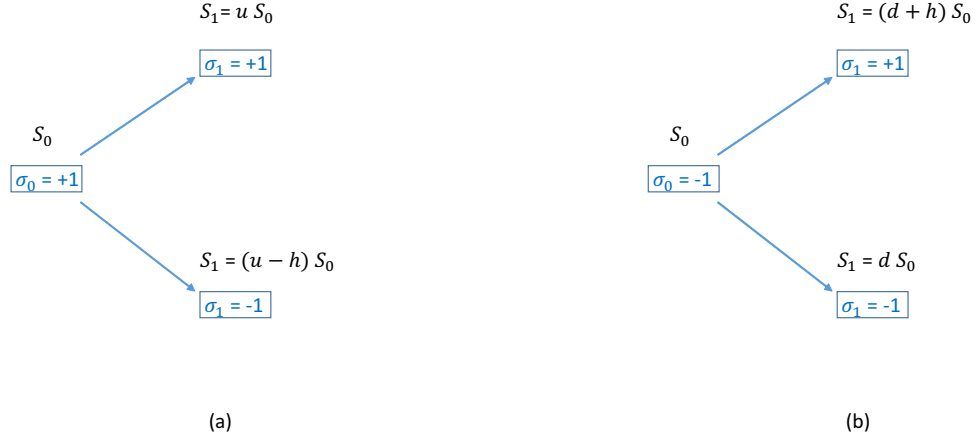 S₁= u S₀
σ₁ = +1
S₀
σ₀ = +1
S₁ = (u − h) S₀
σ₁ = -1
(a)
S₁ = (d + h) S₀
σ₁ = +1
S₀
σ₀ = -1
S₁ = d S₀
σ₁ = -1
(b)